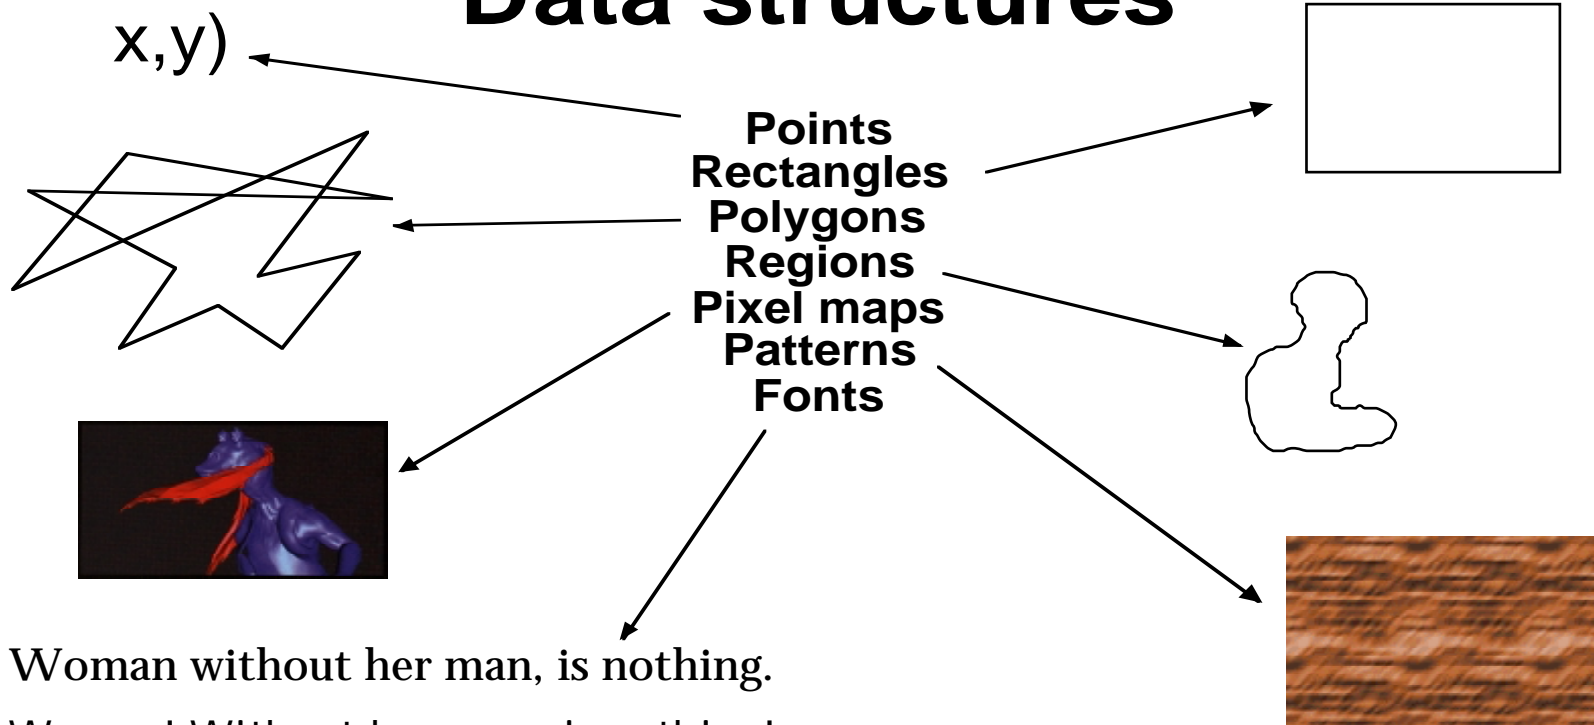 Data structures
x,y)
Points
Rectangles
Polygons
Regions
Pixel maps
Patterns
Fonts
Woman without her man, is nothing.